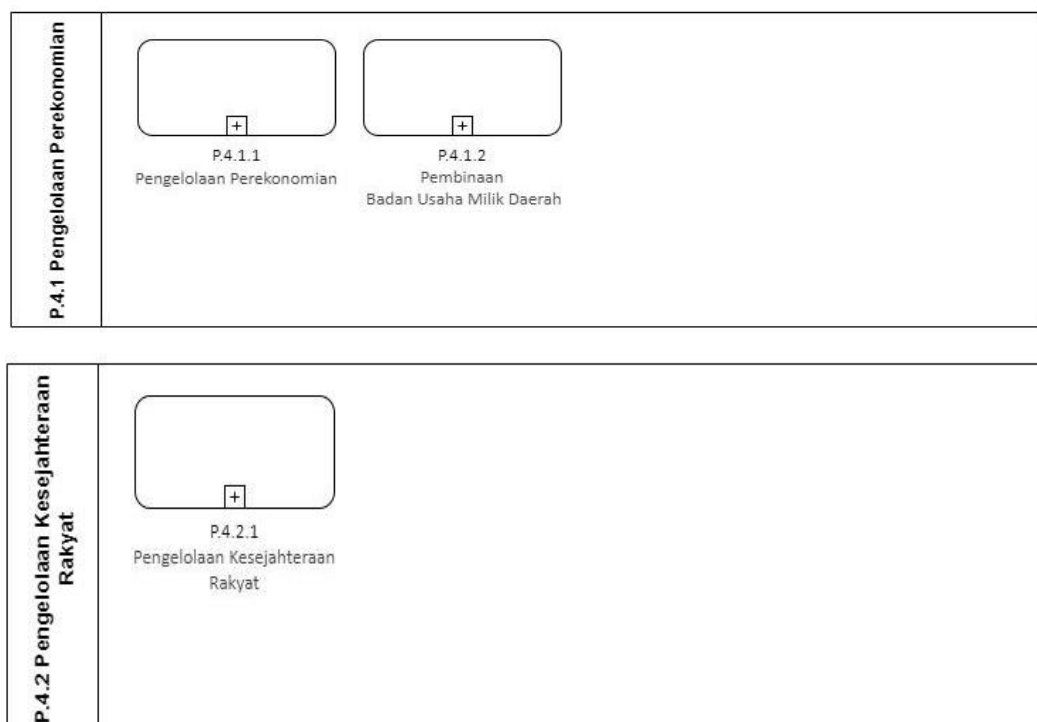 P.4.1 Pengelolaan Perekonomian
P.4.1.1
Pengelolaan Perekonomian
P.4.1.2
Pembinaan
Badan Usaha Milik Daerah
P.4.2 Pengelolaan Kesejahteraan
Rakyat
P.4.2.1
Pengelolaan Kesejahteraan
Rakyat